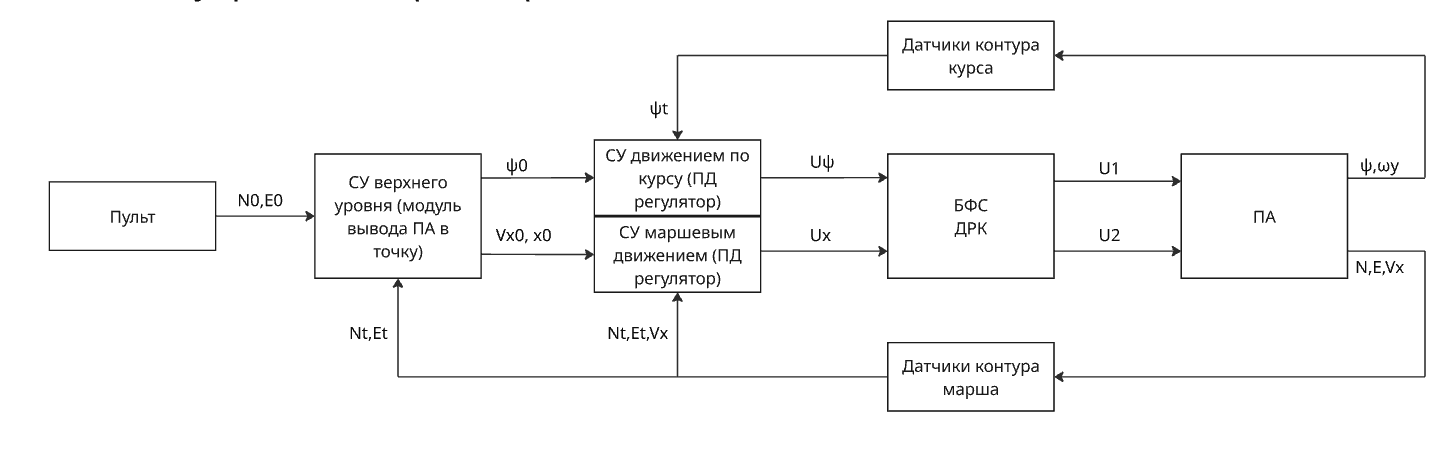 Датчики контура
курса
ψt
Пульт
N0,E0
СУ верхнего
уровня (модуль
вывода ПА в
точку)
ψ0
Vx0, x0
СУ движением по
курсу (ПД
регулятор)
СУ маршевым
движением (ПД
регулятор)
Uψ
Ux
БФС
ДРК
U1
U2
ПА
ψ,ωy
N,E,Vx
Nt,Et
Nt,Et,Vx
Датчики контура
марша